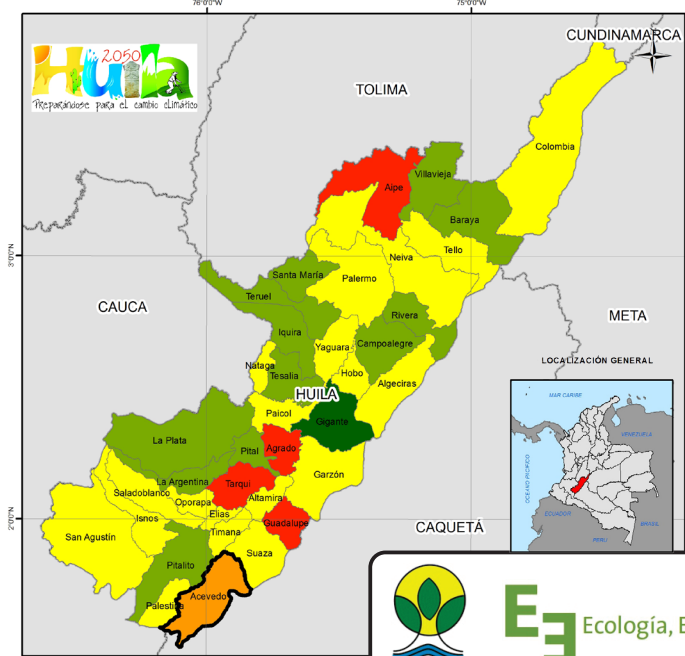 76°0'0"W
75°0'0"W
CUNDINAMARCA
2050
Huila
Preparándose para el cambio climático
TOLIMA
Colombia
Villavieja
Aipe
Baraya
3°0'0"N
Tello
Neiva
Santa María
Palermo
Teruel
CAUCA
Rivera
META
Iquira
Yaguara
Campoalegre
LOCALIZACIÓN GENERAL
Nataga
Hobo
Tesalia
Algeciras
HUILA
MAR CARIBE
Paicol
Gigante
La Plata
VENEZUELA
Pital
Agrado
Garzón
La Argentina
Tarqui
OCEANO PACIFICO
Saladoblanco
Altamira
Oporapa
2°0'0"N
Elias
Isnos
Guadalupe
ECUADOR
BRASIL
CAQUETÁ
San Agustín
Timana
PERU
Suaza
Pitalito
Acevedo
Palestina
E3 Ecología, E